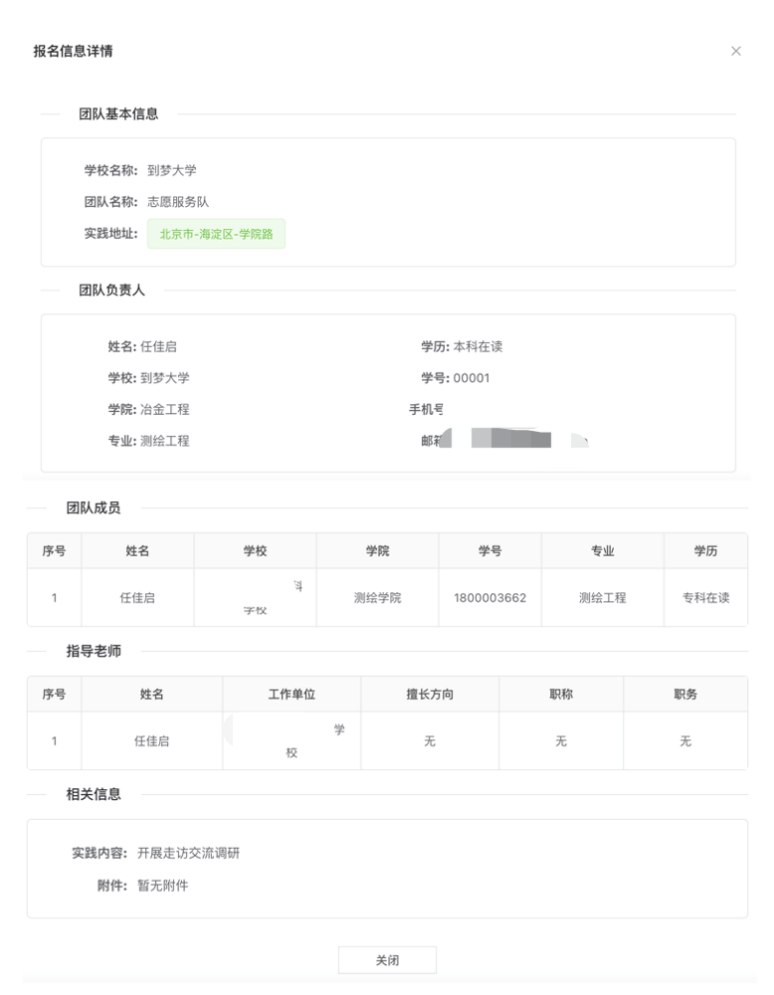 报名信息详情
团队基本信息
学校名称: 到梦大学
团队名称: 志愿服务队
实践地址: 北京市-海淀区-学院路
团队负责人
姓名: 任佳启 学历: 本科在读
学校: 到梦大学 学号: 00001
学院: 冶金工程 手机号
专业: 测绘工程 邮箱
团队成员
序号 姓名 学校 学院 学号 专业 学历
1 任佳启 学校 测绘学院 1800003662 测绘工程 专科在读
指导老师
序号 姓名 工作单位 擅长方向 职称 职务
1 任佳启 学校 无 无 无
相关信息
实践内容: 开展走访交流调研
附件: 暂无附件
关闭